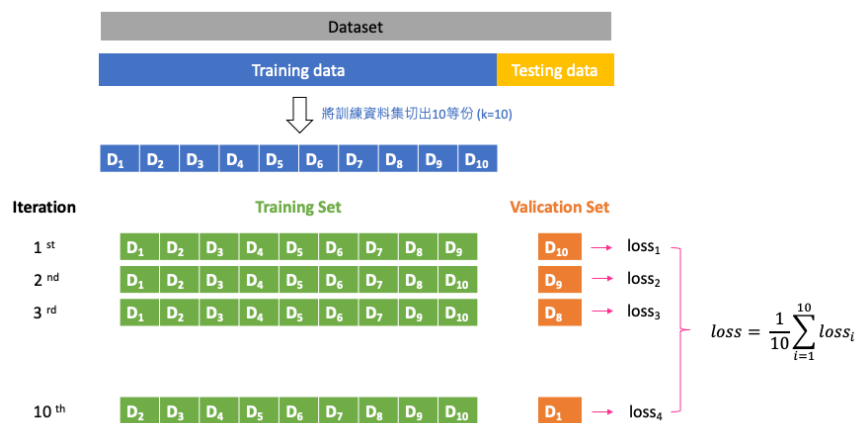 Dataset
Training data Testing data
將訓練資料集切出10等份 (k=10)
D₁ D₂ D₃ D₄ D₅ D₆ D₇ D₈ D₉ D₁₀
Iteration Training Set Valication Set
1 st D₁ D₂ D₃ D₄ D₅ D₆ D₇ D₈ D₉ D₁₀ → loss₁
2 nd D₁ D₂ D₃ D₄ D₅ D₆ D₇ D₈ D₁₀ D₉ → loss₂
3 rd D₁ D₂ D₃ D₄ D₅ D₆ D₇ D₉ D₁₀ D₈ → loss₃
loss = 1/10 ∑_{i=1}^{10} loss_i
10 th D₂ D₃ D₄ D₅ D₆ D₇ D₈ D₉ D₁₀ D₁ → loss₄